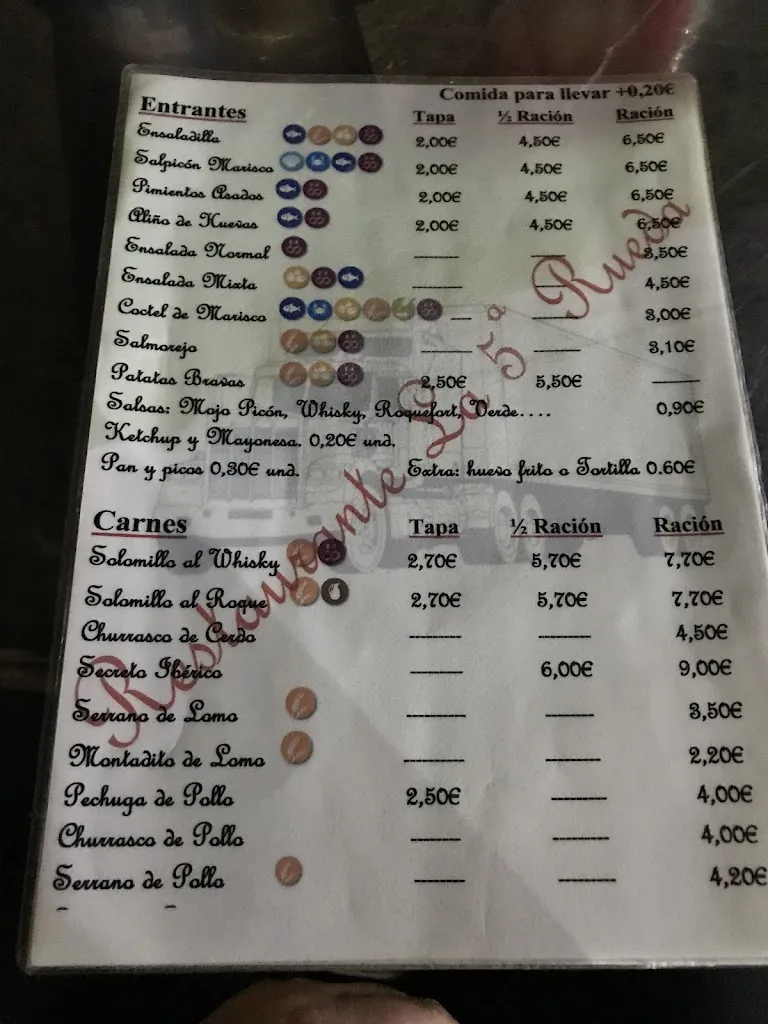 Comida para llevar +0,20€
Entrantes Tapa ½ Ración Ración
Ensaladilla 2,00€ 4,50€ 6,50€
Salpicón Marisco 2,00€ 4,50€ 6,50€
Pimientos Asados 2,00€ 4,50€ 6,50€
Aliño de Huevas 2,00€ 4,50€ 6,50€
Ensalada Normal ------ ------ 3,50€
Ensalada Mixta ------ ------ 4,50€
Coctel de Marisco ------ ------ 3,00€
Salmorejo ------ ------ 3,10€
Patatas Bravas 2,50€ 5,50€ ------
Salsas: Mojo Picón, Whisky, Roquefort, Verde.... 0,90€
Ketchup y Mayonesa. 0,20€ und.
Pan y picos 0,30€ und. Extra: huevo frito o Tortilla 0.60€
Restaurante La 5ª Rueda
Carnes Tapa ½ Ración Ración
Solomillo al Whisky 2,70€ 5,70€ 7,70€
Solomillo al Roque 2,70€ 5,70€ 7,70€
Churrasco de Cerdo ------ ------ 4,50€
Secreto Ibérico ------ 6,00€ 9,00€
Serrano de Lomo ------ ------ 3,50€
Montadito de Lomo ------ ------ 2,20€
Pechuga de Pollo 2,50€ ------ 4,00€
Churrasco de Pollo ------ ------ 4,00€
Serrano de Pollo ------ ------ 4,20€